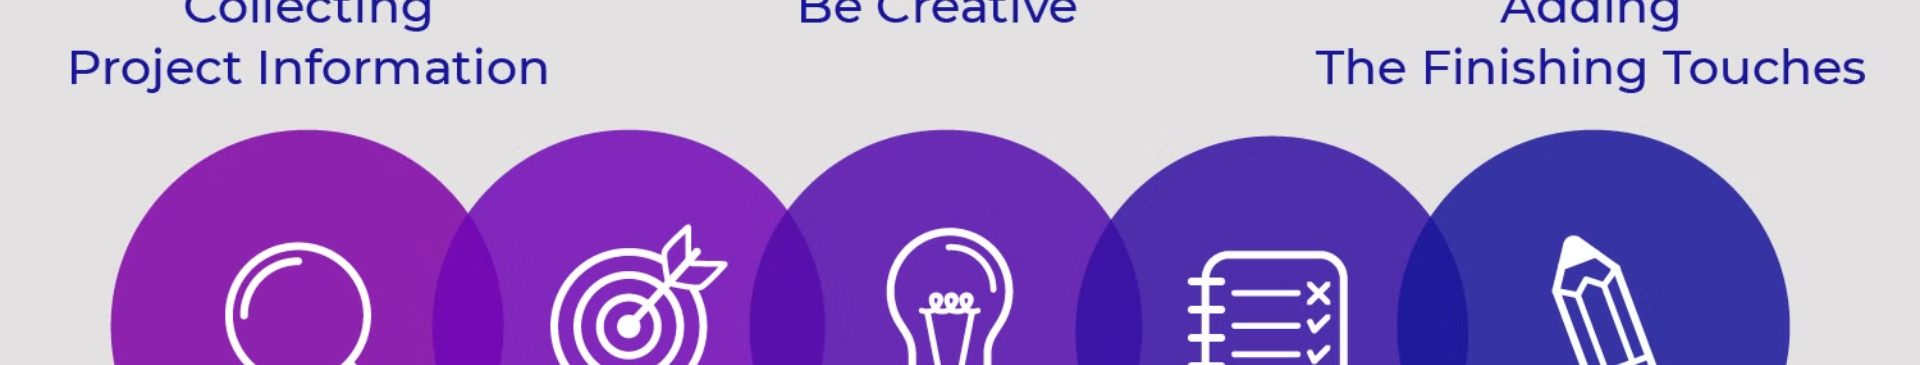 Collecting
Project Information
Be Creative
Adding
The Finishing Touches